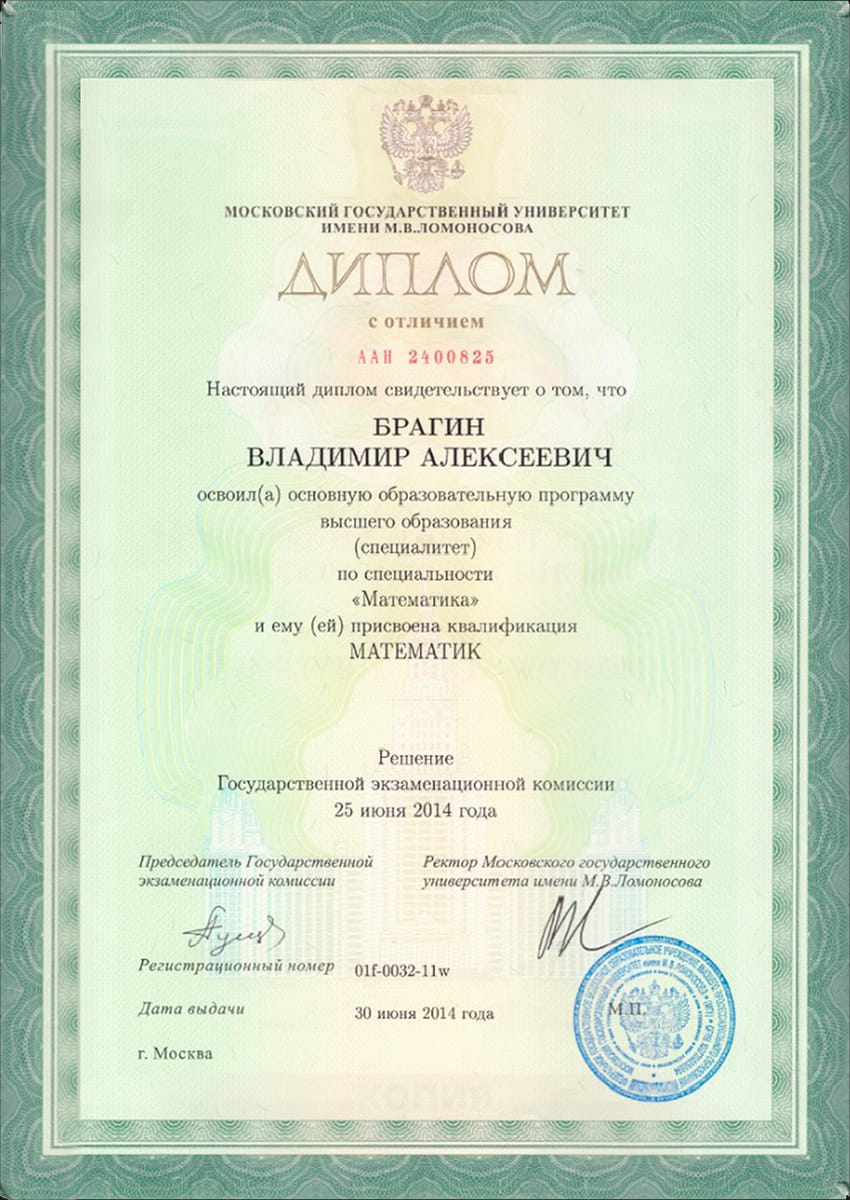 МОСКОВСКИЙ ГОСУДАРСТВЕННЫЙ УНИВЕРСИТЕТ
ИМЕНИ М.В.ЛОМОНОСОВА
ДИПЛОМ
с отличием
ААН 2400825
Настоящий диплом свидетельствует о том, что
БРАГИН
ВЛАДИМИР АЛЕКСЕЕВИЧ
освоил(а) основную образовательную программу
высшего образования
(специалитет)
по специальности
«Математика»
и ему (ей) присвоена квалификация
МАТЕМАТИК
Решение
Государственной экзаменационной комиссии
25 июня 2014 года
Председатель Государственной
экзаменационной комиссии
Ректор Московского государственного
университета имени М.В.Ломоносова
Регистрационный номер 01f-0032-11w
Дата выдачи 30 июня 2014 года
М.П.
г. Москва